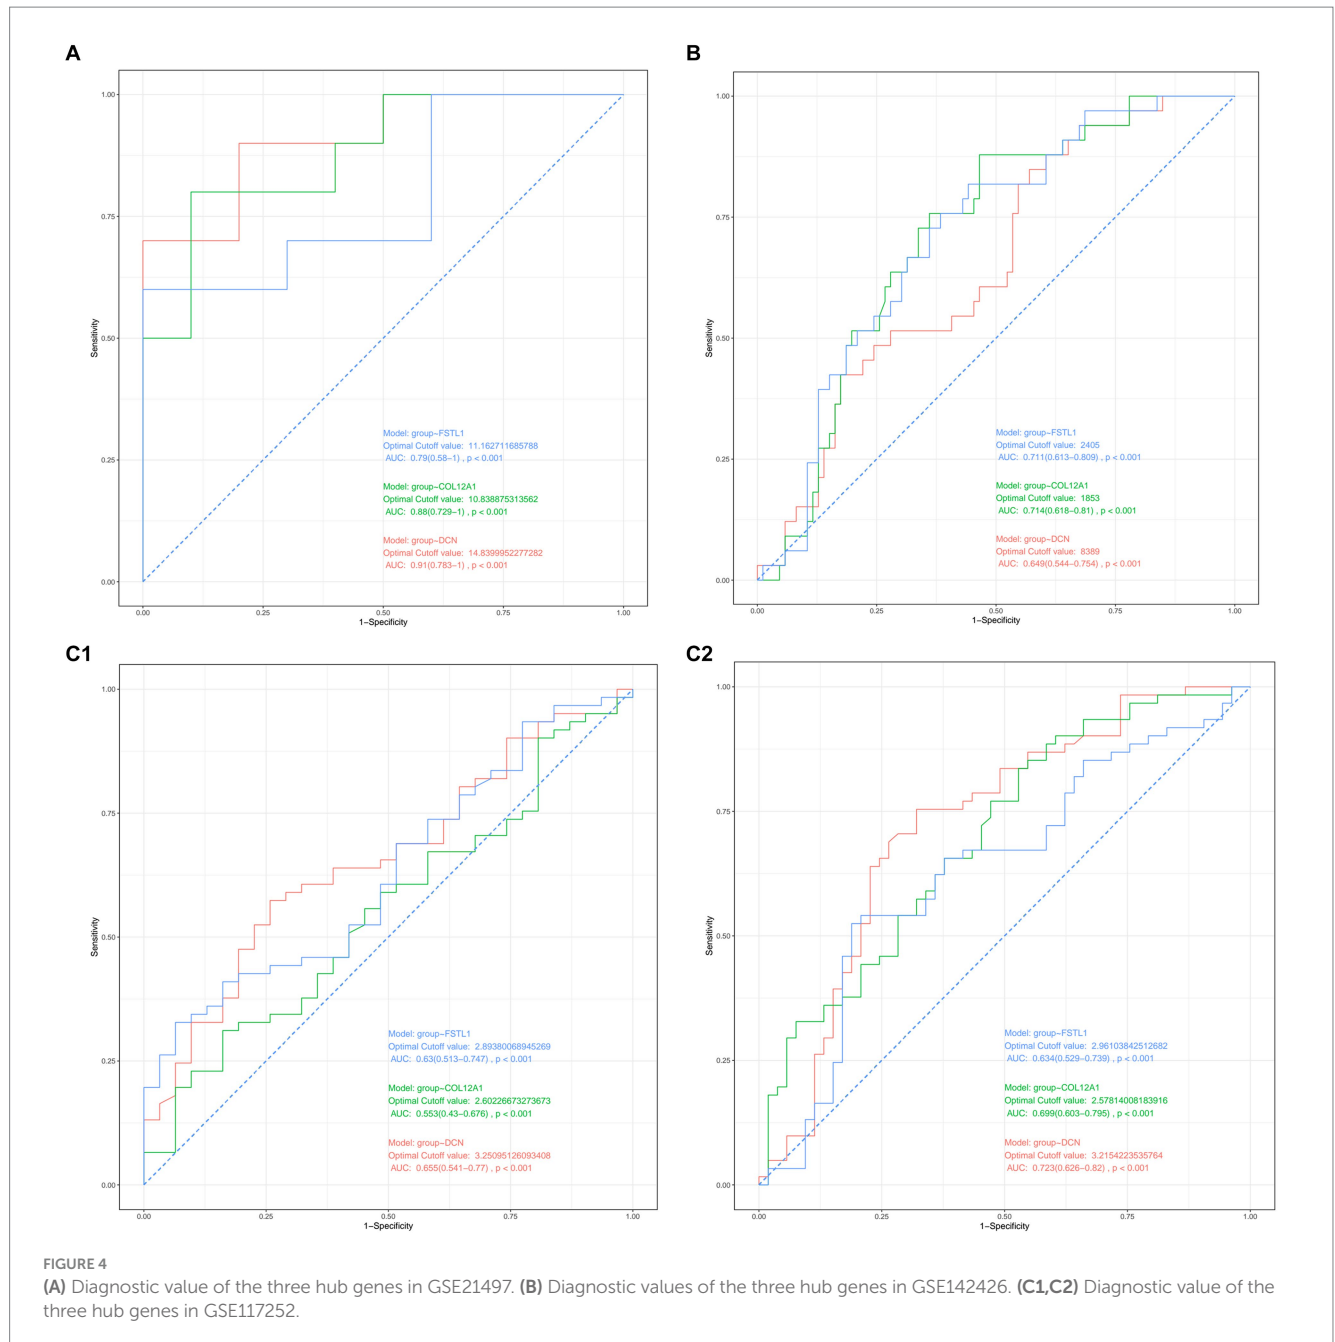 A
1.00
0.75
0.50
0.25
0.00
Sensitivity
Model: group~FSTL1
Optimal Cutoff value: 11.162711685788
AUC: 0.79(0.58–1) , p < 0.001
Model: group~COL12A1
Optimal Cutoff value: 10.838875313562
AUC: 0.88(0.729–1) , p < 0.001
Model: group~DCN
Optimal Cutoff value: 14.8399952277282
AUC: 0.91(0.783–1) , p < 0.001
0.00 0.25 0.50 0.75 1.00
1−Specificity
B
1.00
0.75
0.50
0.25
0.00
Sensitivity
Model: group~FSTL1
Optimal Cutoff value: 2405
AUC: 0.711(0.613–0.809) , p < 0.001
Model: group~COL12A1
Optimal Cutoff value: 1853
AUC: 0.714(0.618–0.81) , p < 0.001
Model: group~DCN
Optimal Cutoff value: 8389
AUC: 0.649(0.544–0.754) , p < 0.001
0.00 0.25 0.50 0.75 1.00
1−Specificity
C1
1.00
0.75
0.50
0.25
0.00
Sensitivity
Model: group~FSTL1
Optimal Cutoff value: 2.89380068945269
AUC: 0.63(0.513–0.747) , p < 0.001
Model: group~COL12A1
Optimal Cutoff value: 2.60226673273673
AUC: 0.553(0.43–0.676) , p < 0.001
Model: group~DCN
Optimal Cutoff value: 3.25095126093408
AUC: 0.655(0.541–0.77) , p < 0.001
0.00 0.25 0.50 0.75 1.00
1−Specificity
C2
1.00
0.75
0.50
0.25
0.00
Sensitivity
Model: group~FSTL1
Optimal Cutoff value: 2.96103842512682
AUC: 0.634(0.529–0.739) , p < 0.001
Model: group~COL12A1
Optimal Cutoff value: 2.57814008183916
AUC: 0.699(0.603–0.795) , p < 0.001
Model: group~DCN
Optimal Cutoff value: 3.2154223535764
AUC: 0.723(0.626–0.82) , p < 0.001
0.00 0.25 0.50 0.75 1.00
1−Specificity
FIGURE 4
(A) Diagnostic value of the three hub genes in GSE21497. (B) Diagnostic values of the three hub genes in GSE142426. (C1,C2) Diagnostic value of the
three hub genes in GSE117252.